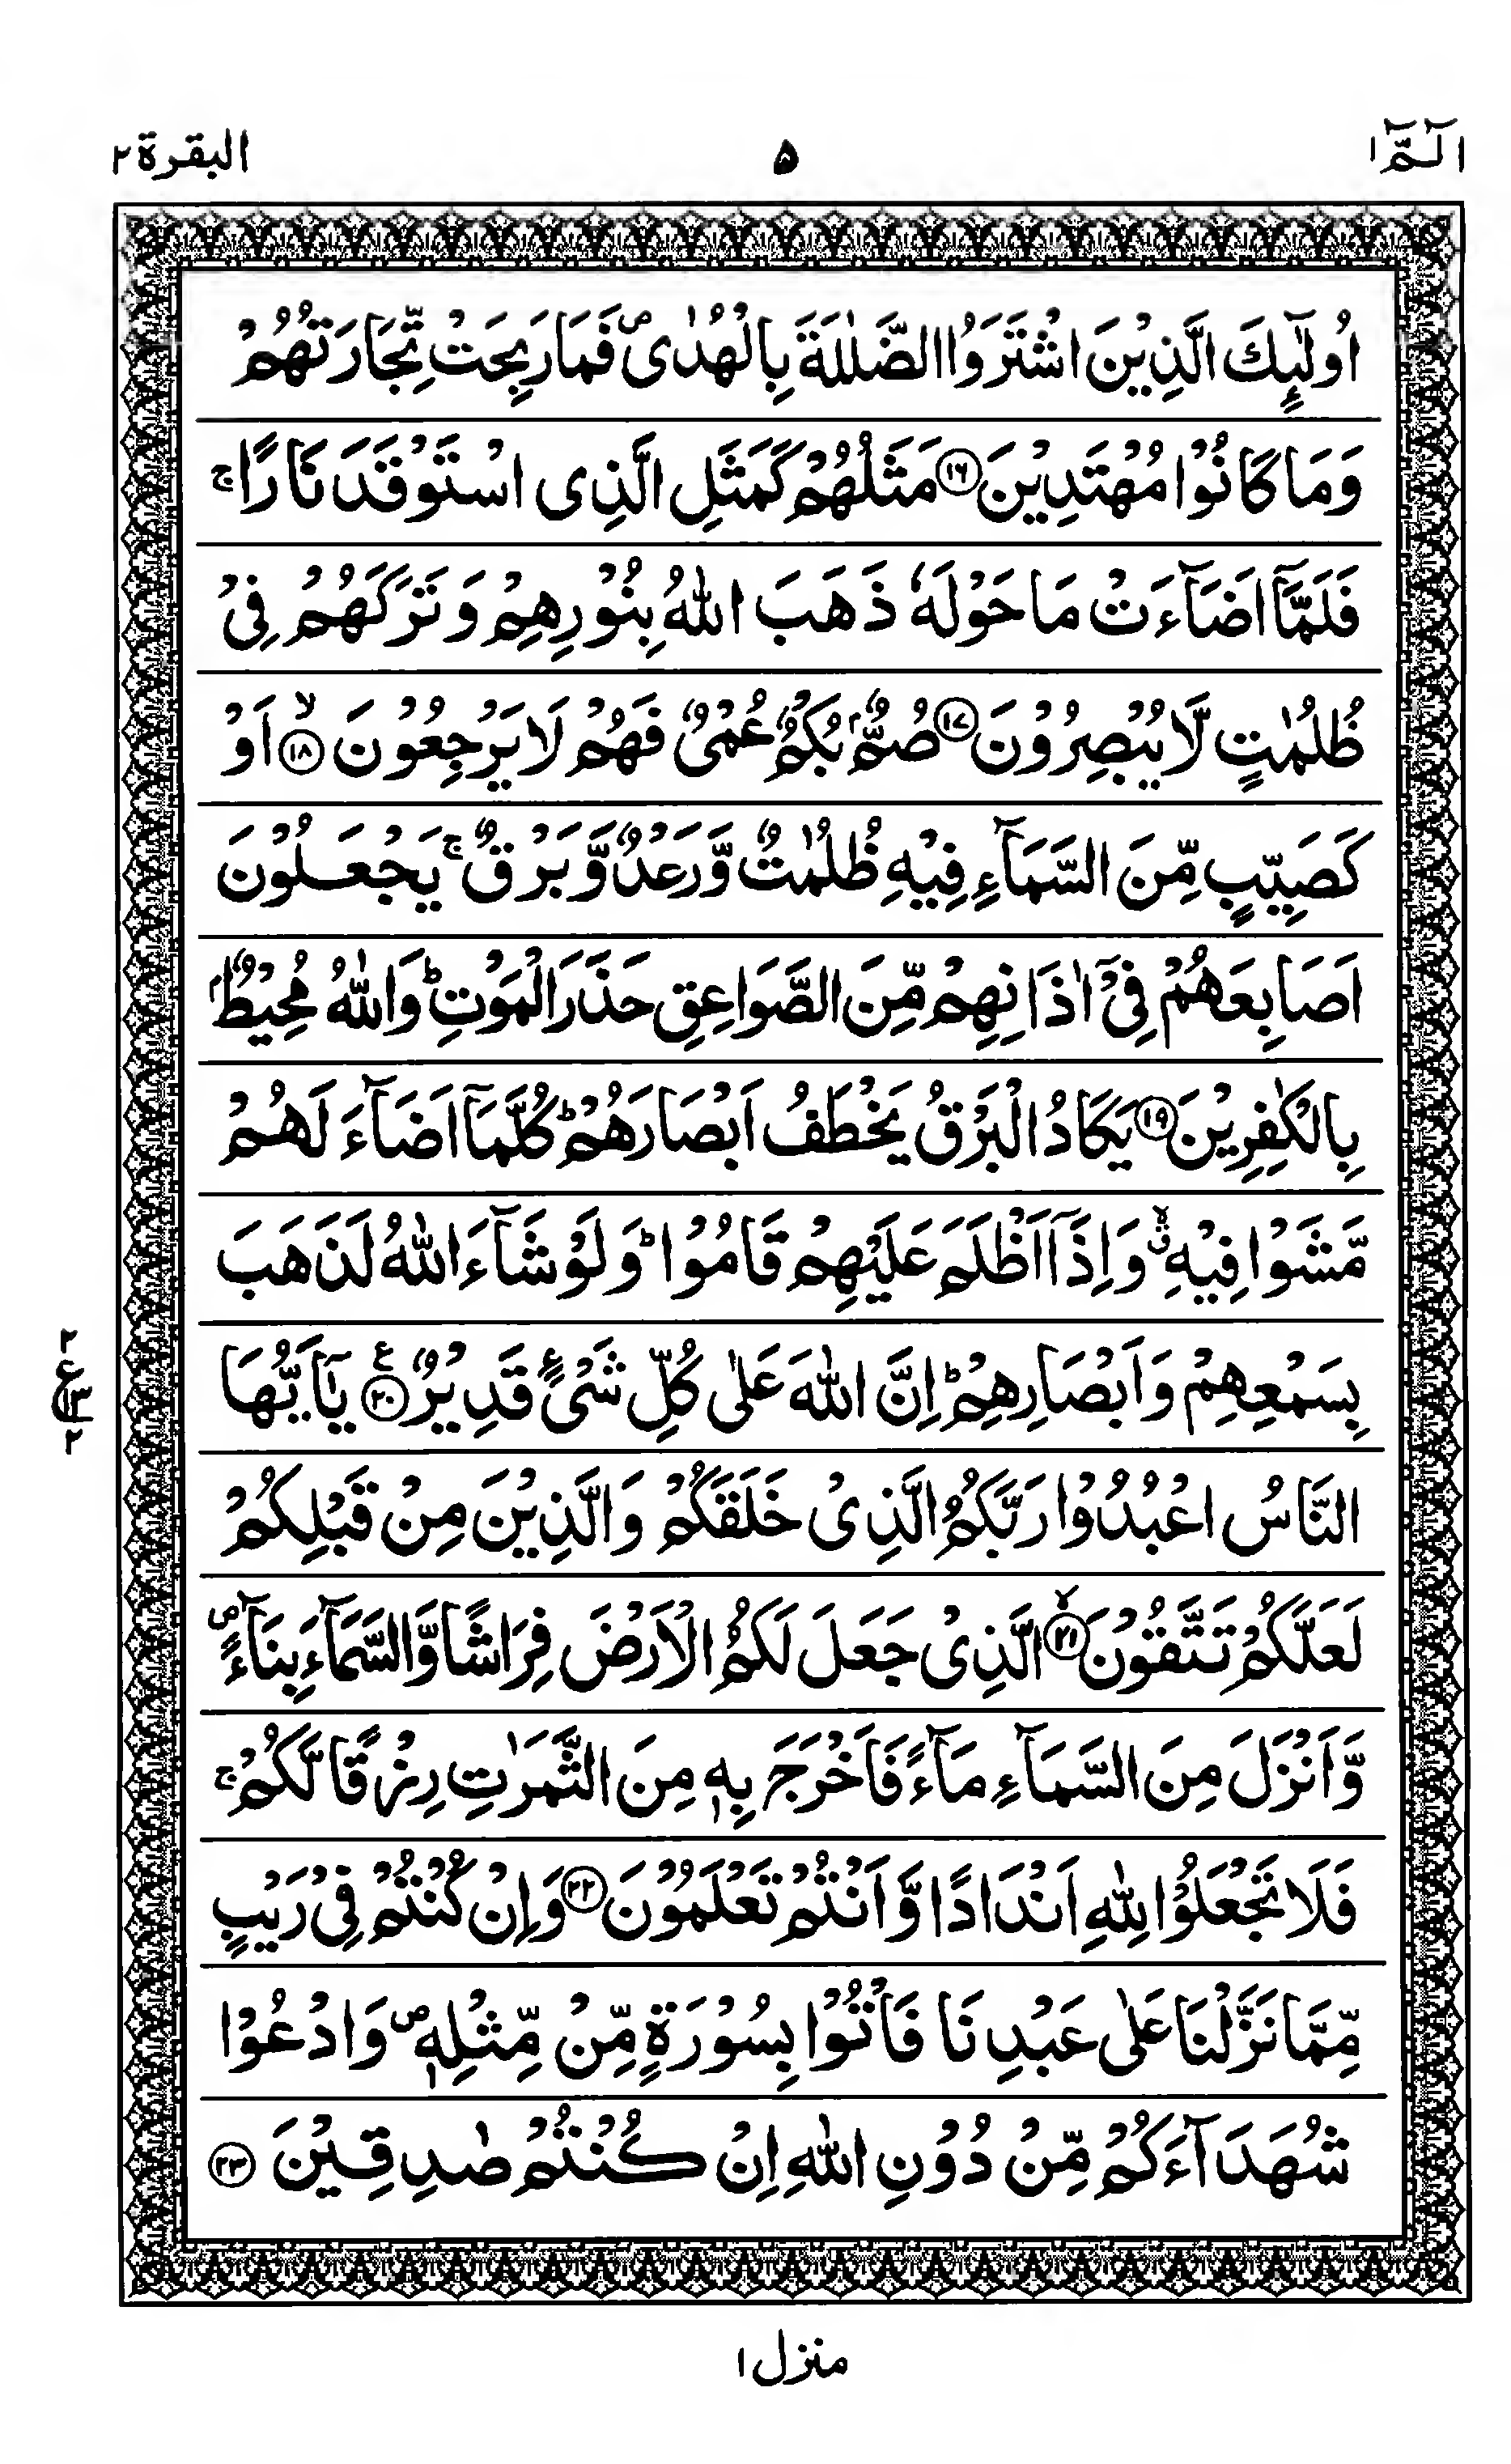 الٓمّٓ ١
٥
البقرة ٢
اُولٰٓئِكَ الَّذِيْنَ اشْتَرَوُا الضَّلٰلَةَ بِالْهُدٰى ۪ فَمَا رَبِحَتْ تِّجَارَتُهُمْ
وَمَا كَانُوْا مُهْتَدِيْنَ ﴿١٦﴾ مَثَلُهُمْ كَمَثَلِ الَّذِى اسْتَوْقَدَ نَارًا ۚ
فَلَمَّاۤ اَضَآءَتْ مَا حَوْلَهٗ ذَهَبَ اللّٰهُ بِنُوْرِهِمْ وَتَرَكَهُمْ فِىْ
ظُلُمٰتٍ لَّا يُبْصِرُوْنَ ﴿١٧﴾ صُمٌّۢ بُكْمٌ عُمْىٌ فَهُمْ لَا يَرْجِعُوْنَ ۙ﴿١٨﴾ اَوْ
كَصَيِّبٍ مِّنَ السَّمَآءِ فِيْهِ ظُلُمٰتٌ وَّرَعْدٌ وَّبَرْقٌ ۚ يَجْعَلُوْنَ
اَصَابِعَهُمْ فِىْۤ اٰذَانِهِمْ مِّنَ الصَّوَاعِقِ حَذَرَ الْمَوْتِ ؕ وَاللّٰهُ مُحِيْطٌۢ
بِالْكٰفِرِيْنَ ﴿١٩﴾ يَكَادُ الْبَرْقُ يَخْطَفُ اَبْصَارَهُمْ ؕ كُلَّمَاۤ اَضَآءَ لَهُمْ
مَّشَوْا فِيْهِ ۙۗ وَاِذَاۤ اَظْلَمَ عَلَيْهِمْ قَامُوْا ؕ وَلَوْ شَآءَ اللّٰهُ لَذَهَبَ
بِسَمْعِهِمْ وَاَبْصَارِهِمْ ؕ اِنَّ اللّٰهَ عَلٰى كُلِّ شَىْءٍ قَدِيْرٌ ﴿٢٠﴾ ع يٰۤاَيُّهَا
٢
ع ١٣
٢
النَّاسُ اعْبُدُوْا رَبَّكُمُ الَّذِىْ خَلَقَكُمْ وَالَّذِيْنَ مِنْ قَبْلِكُمْ
لَعَلَّكُمْ تَتَّقُوْنَ ۙ﴿٢١﴾ الَّذِىْ جَعَلَ لَكُمُ الْاَرْضَ فِرَاشًا وَّالسَّمَآءَ بِنَآءً ۪
وَّاَنْزَلَ مِنَ السَّمَآءِ مَآءً فَاَخْرَجَ بِهٖ مِنَ الثَّمَرٰتِ رِزْقًا لَّكُمْ ۚ
فَلَا تَجْعَلُوْا لِلّٰهِ اَنْدَادًا وَّاَنْتُمْ تَعْلَمُوْنَ ﴿٢٢﴾ وَاِنْ كُنْتُمْ فِىْ رَيْبٍ
مِّمَّا نَزَّلْنَا عَلٰى عَبْدِنَا فَاْتُوْا بِسُوْرَةٍ مِّنْ مِّثْلِهٖ ۪ وَادْعُوْا
شُهَدَآءَكُمْ مِّنْ دُوْنِ اللّٰهِ اِنْ كُنْتُمْ صٰدِقِيْنَ ﴿٢٣﴾
منزل ١